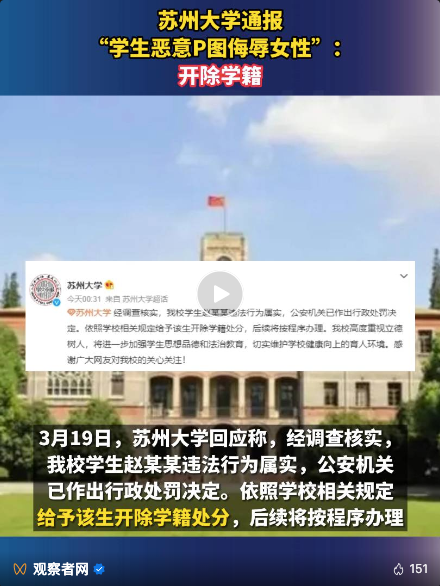 苏州大学通报
“学生恶意P图侮辱女性”：
开除学籍
苏州大学
今天00:31 来自 苏州大学超话
苏州大学 经调查核实，我校学生赵某某违法行为属实，公安机关已作出行政处罚决
定。依照学校相关规定给予该生开除学籍处分，后续将按程序办理。我校高度重视立德
树人，将进一步加强学生思想品德和法治教育，切实维护学校健康向上的育人环境。感
谢广大网友对我校的关心关注！
3月19日，苏州大学回应称，经调查核实，
我校学生赵某某违法行为属实，公安机关
已作出行政处罚决定。依照学校相关规定
给予该生开除学籍处分，后续将按程序办理
观察者网
151